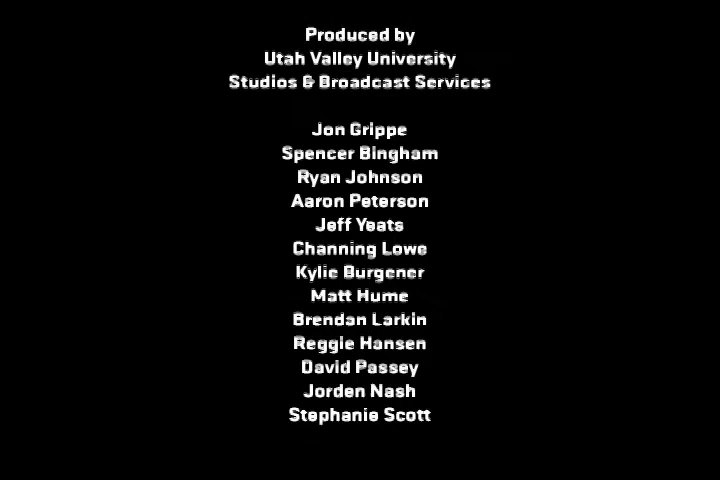 Produced by
Utah Valley University
Studios & Broadcast Services
Jon Grippe
Spencer Bingham
Ryan Johnson
Aaron Peterson
Jeff Yeats
Channing Lowe
Kylie Burgener
Matt Hume
Brendan Larkin
Reggie Hansen
David Passey
Jorden Nash
Stephanie Scott